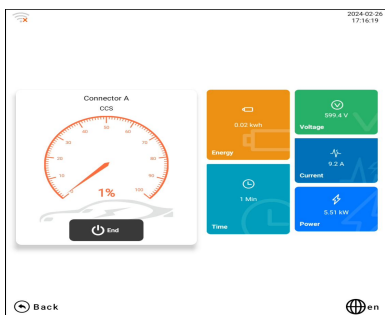 2024-02-26
17:16:19
Connector A
CCS
0
10
20
30
40
50
60
70
80
90
100
1%
End
0.02 kwh
Energy
599.4 V
Voltage
9.2 A
Current
1 Min
Time
5.51 kW
Power
Back
en